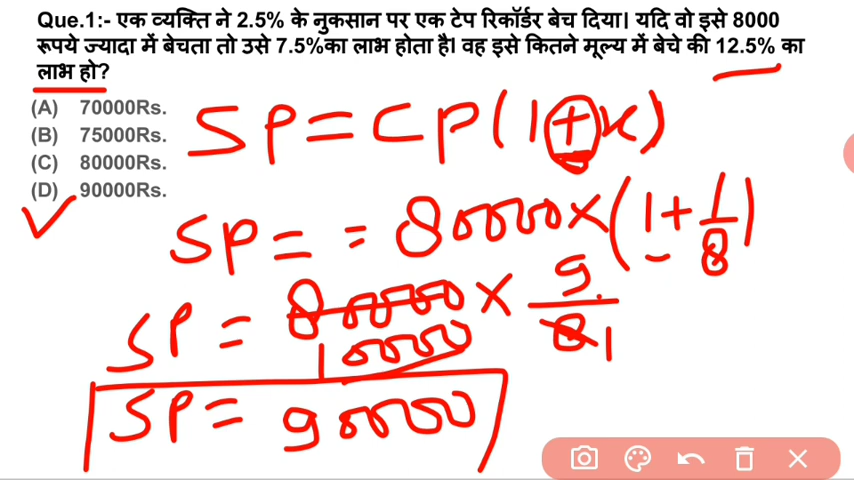 Que.1:- एक व्यक्ति ने 2.5% के नुकसान पर एक टेप रिकॉर्डर बेच दिया। यदि वो इसे 8000
रूपये ज्यादा में बेचता तो उसे 7.5%का लाभ होता है। वह इसे कितने मूल्य में बेचे की 12.5% का
लाभ हो?
(A) 70000Rs.
(B) 75000Rs.
(C) 80000Rs.
(D) 90000Rs.
SP = CP(1+x)
SP = = 80000×(1+1/8)
SP = 80000 × 9/8 1
10000
SP = 90000